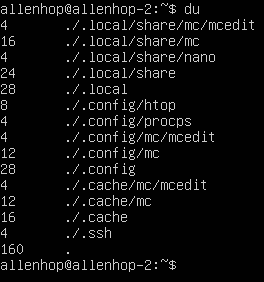 allenhop@allenhop-2:~$ du
4 ./.local/share/mc/mcedit
16 ./.local/share/mc
4 ./.local/share/nano
24 ./.local/share
28 ./.local
8 ./.config/htop
4 ./.config/procps
4 ./.config/mc/mcedit
12 ./.config/mc
28 ./.config
4 ./.cache/mc/mcedit
12 ./.cache/mc
16 ./.cache
4 ./.ssh
160 .
allenhop@allenhop-2:~$